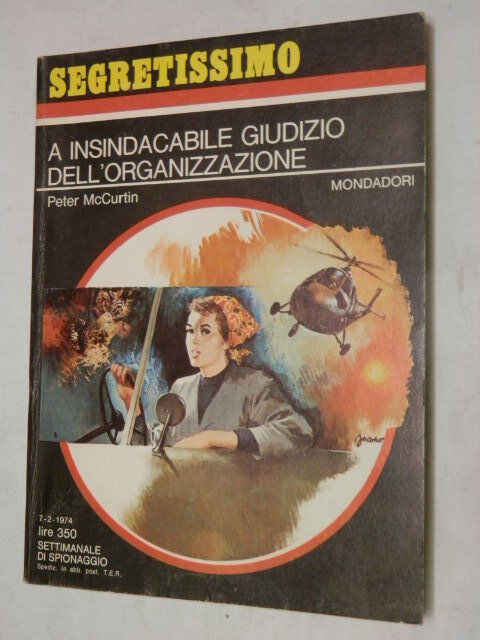 SEGRETISSIMO
A INSINDACABILE GIUDIZIO
DELL'ORGANIZZAZIONE
Peter McCurtin
MONDADORI
Jacono
7-2-1974
lire 350
SETTIMANALE
DI SPIONAGGIO
Spediz. in abb. post. T.E.R.